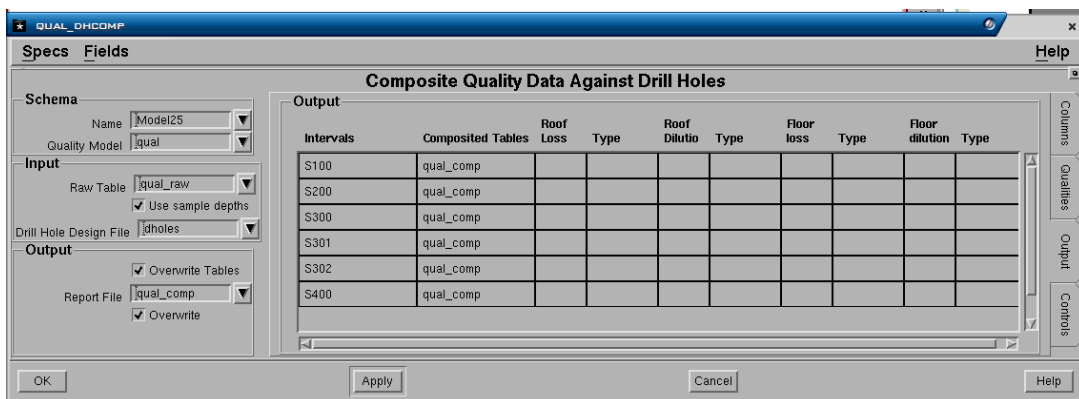 QUAL_DHCOMP
Specs Fields Help
Composite Quality Data Against Drill Holes
Schema
Name Model25
Quality Model qual
Input
Raw Table qual_raw
Use sample depths
Drill Hole Design File dholes
Output
Overwrite Tables
Report File qual_comp
Overwrite
Output
Intervals Composited Tables Roof Loss Type Roof Dilutio Type Floor loss Type Floor dilution Type
S100 qual_comp
S200 qual_comp
S300 qual_comp
S301 qual_comp
S302 qual_comp
S400 qual_comp
Columns
Qualities
Output
Controls
OK Apply Cancel Help